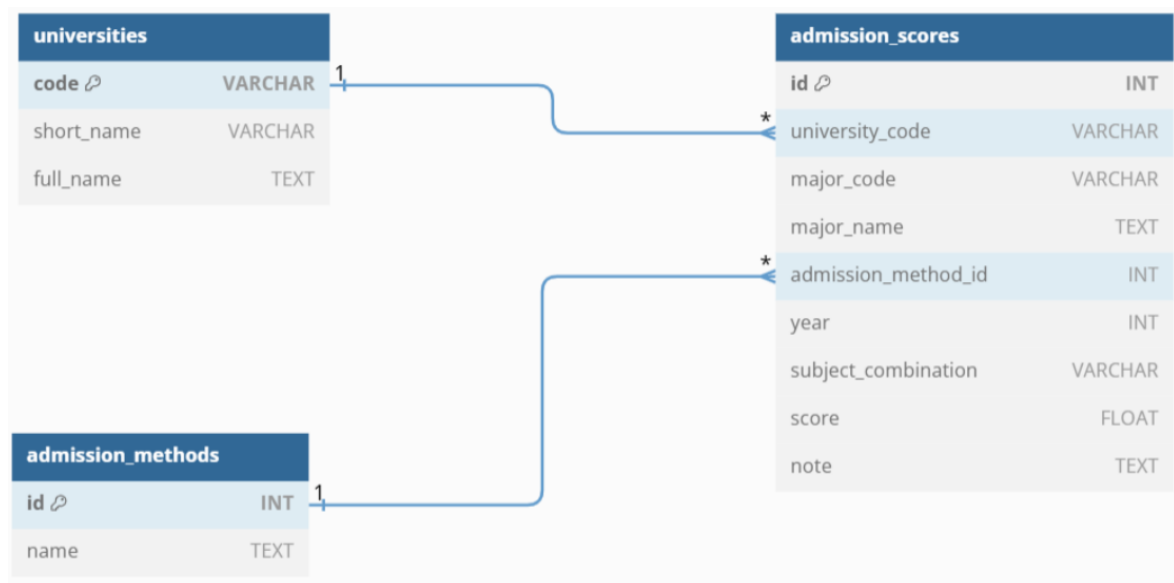 universities
code VARCHAR
short_name VARCHAR
full_name TEXT
1
*
admission_scores
id INT
university_code VARCHAR
major_code VARCHAR
major_name TEXT
*
admission_method_id INT
year INT
subject_combination VARCHAR
score FLOAT
note TEXT
admission_methods
id INT
1
name TEXT